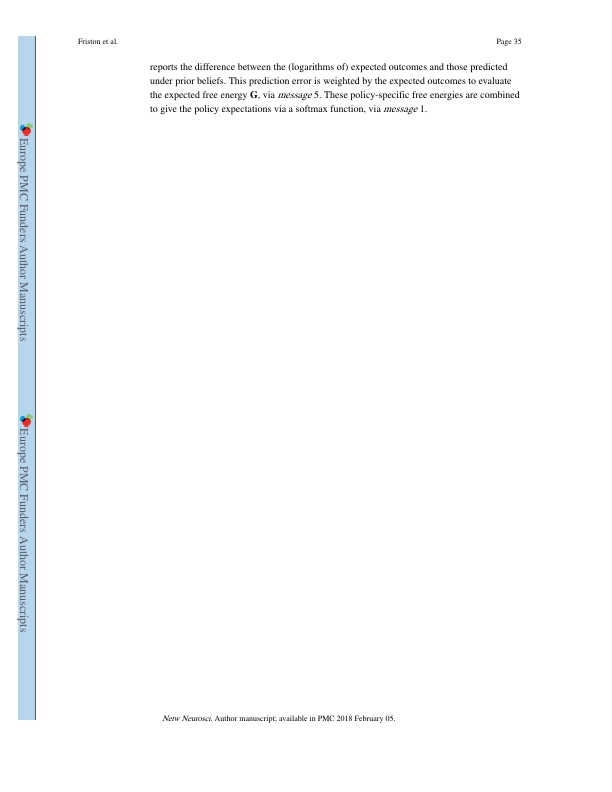 Friston et al.
Page 35
reports the difference between the (logarithms of) expected outcomes and those predicted
under prior beliefs. This prediction error is weighted by the expected outcomes to evaluate
the expected free energy G, via message 5. These policy-specific free energies are combined
to give the policy expectations via a softmax function, via message 1.
Europe PMC Funders Author Manuscripts
Europe PMC Funders Author Manuscripts
Netw Neurosci. Author manuscript; available in PMC 2018 February 05.